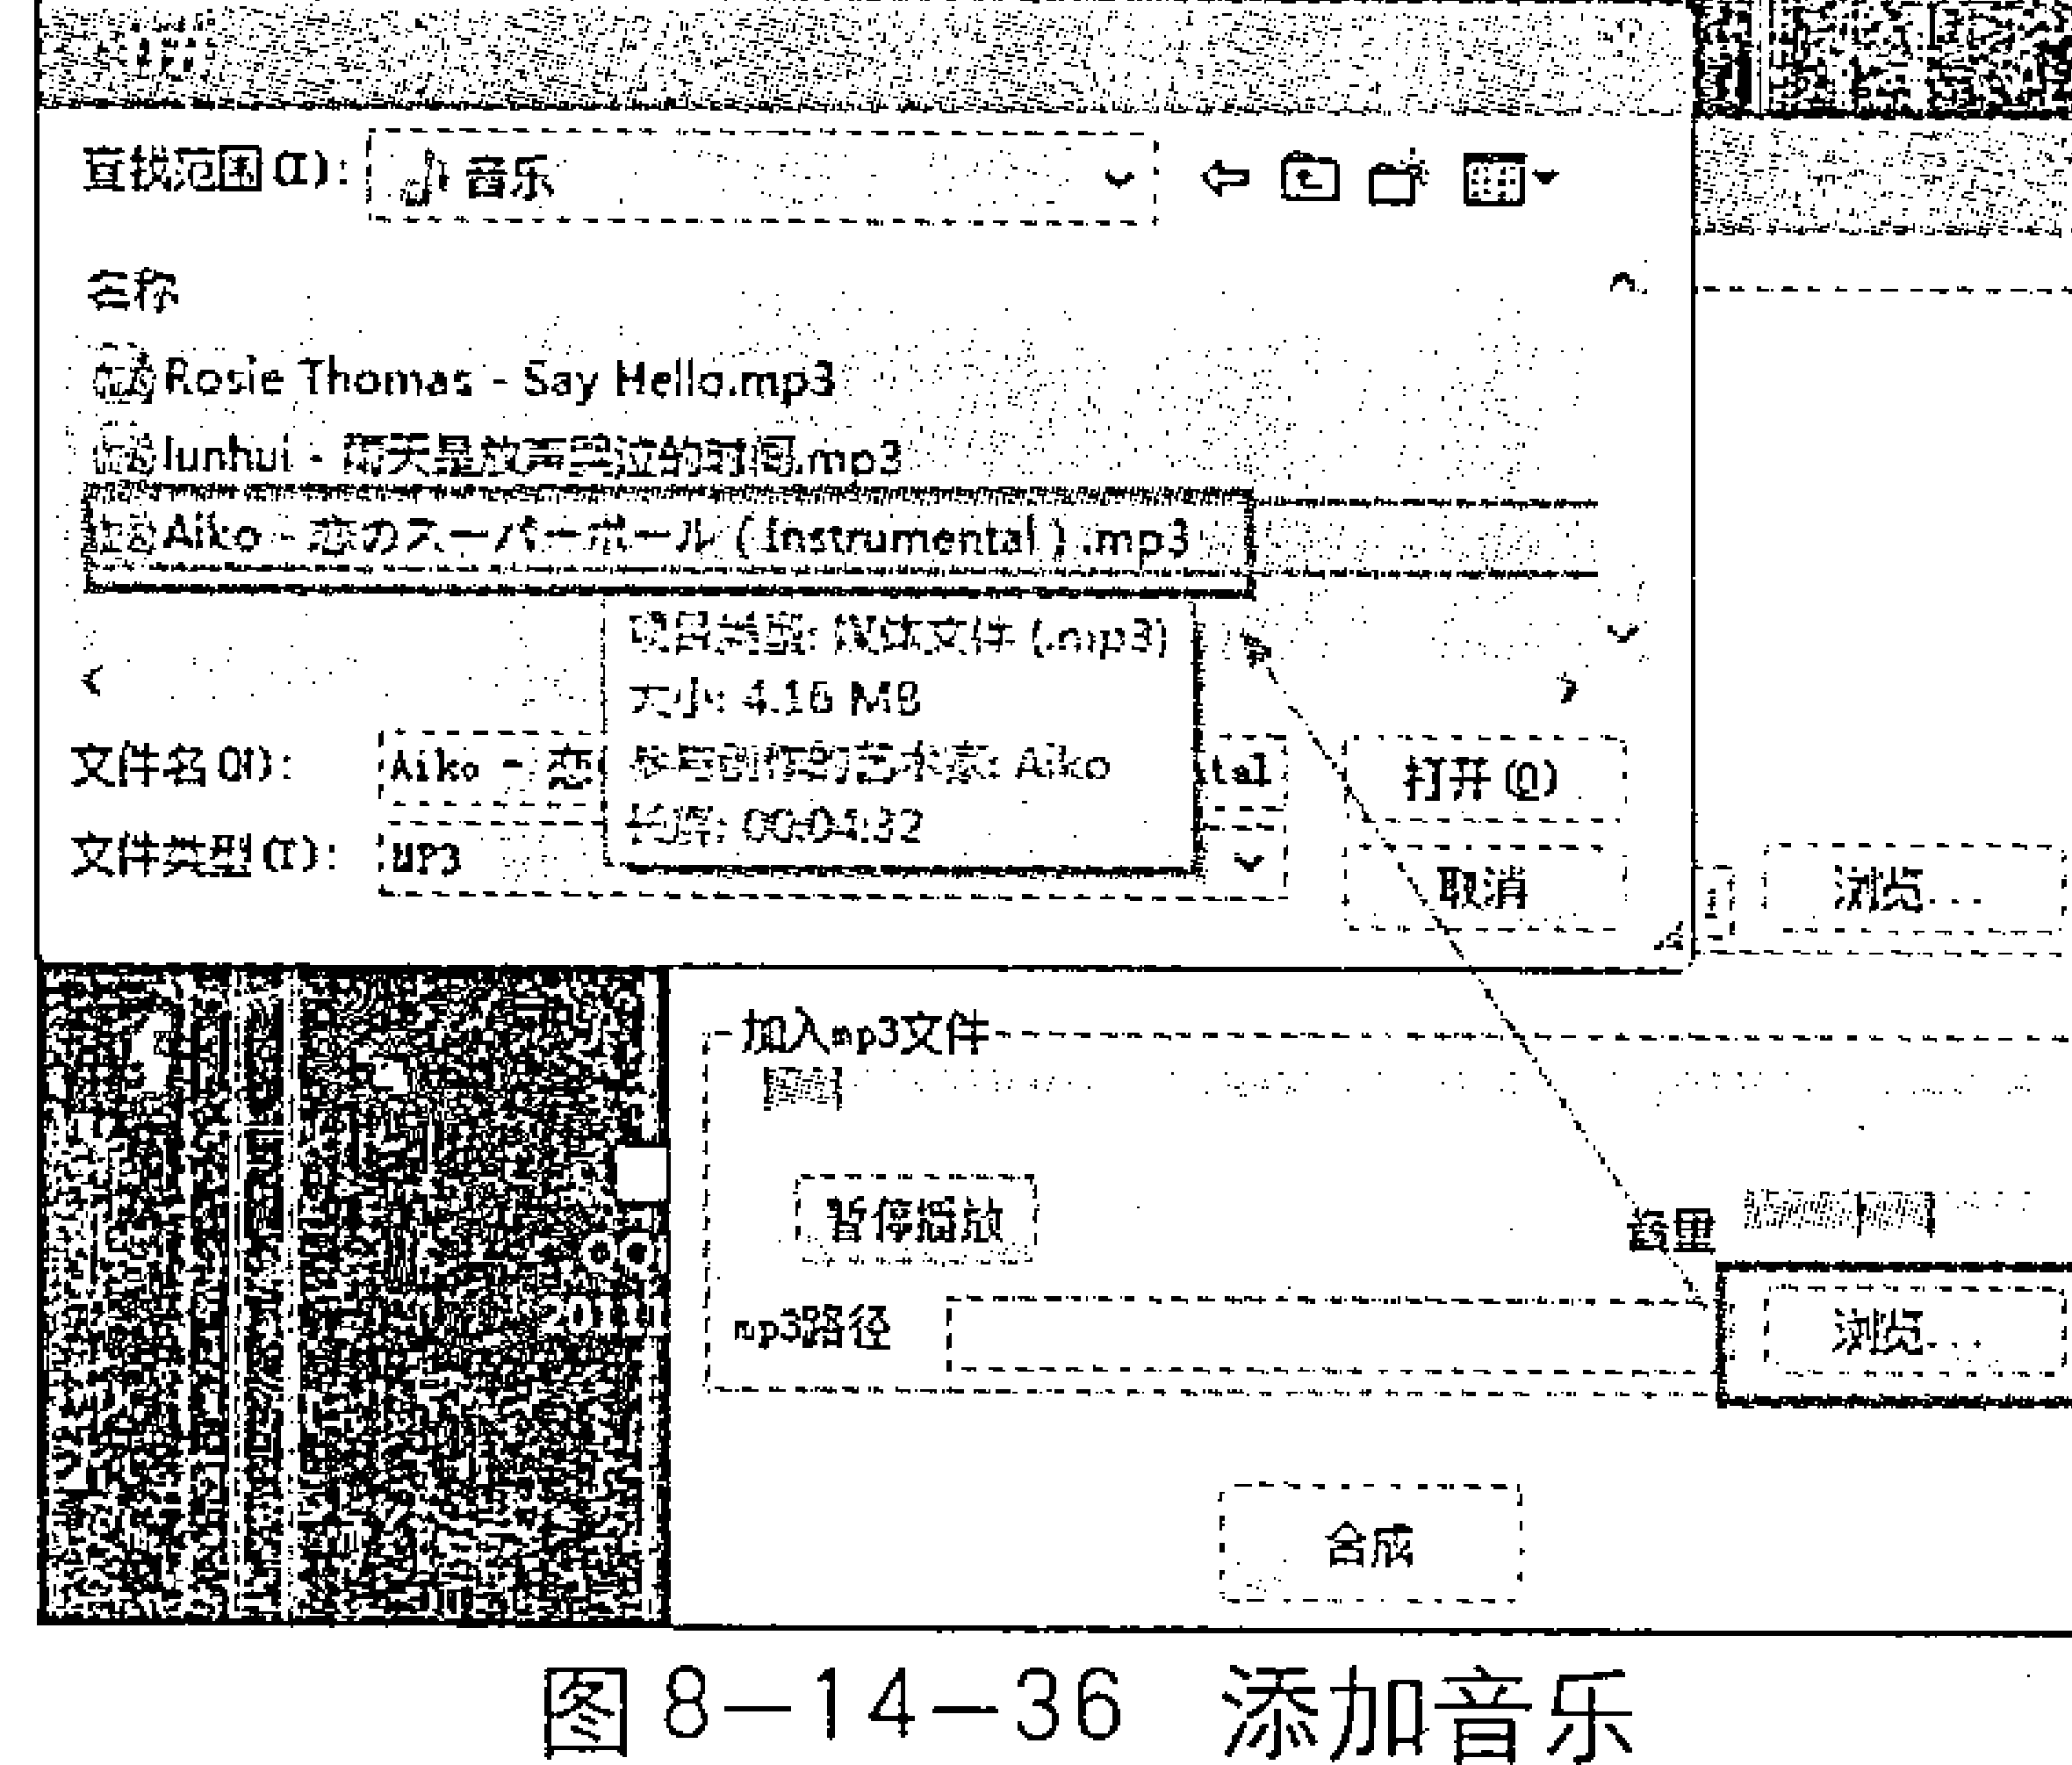 查找范围(I):
音乐
名称
Rosie Thomas - Say Hello.mp3
lunhui - 雨天是放声哭泣的时间.mp3
Aiko - 恋のスーパーボール ( Instrumental ) .mp3
项目类型: 媒体文件 (.mp3)
大小: 4.16 MB
参与创作的艺术家: Aiko
长度: 00:04:32
文件名(N):
Aiko - 恋
tal
打开(O)
文件类型(T):
MP3
取消
浏览...
加入mp3文件
暂停播放
音量
mp3路径
浏览...
合成
图 8-14-36 添加音乐